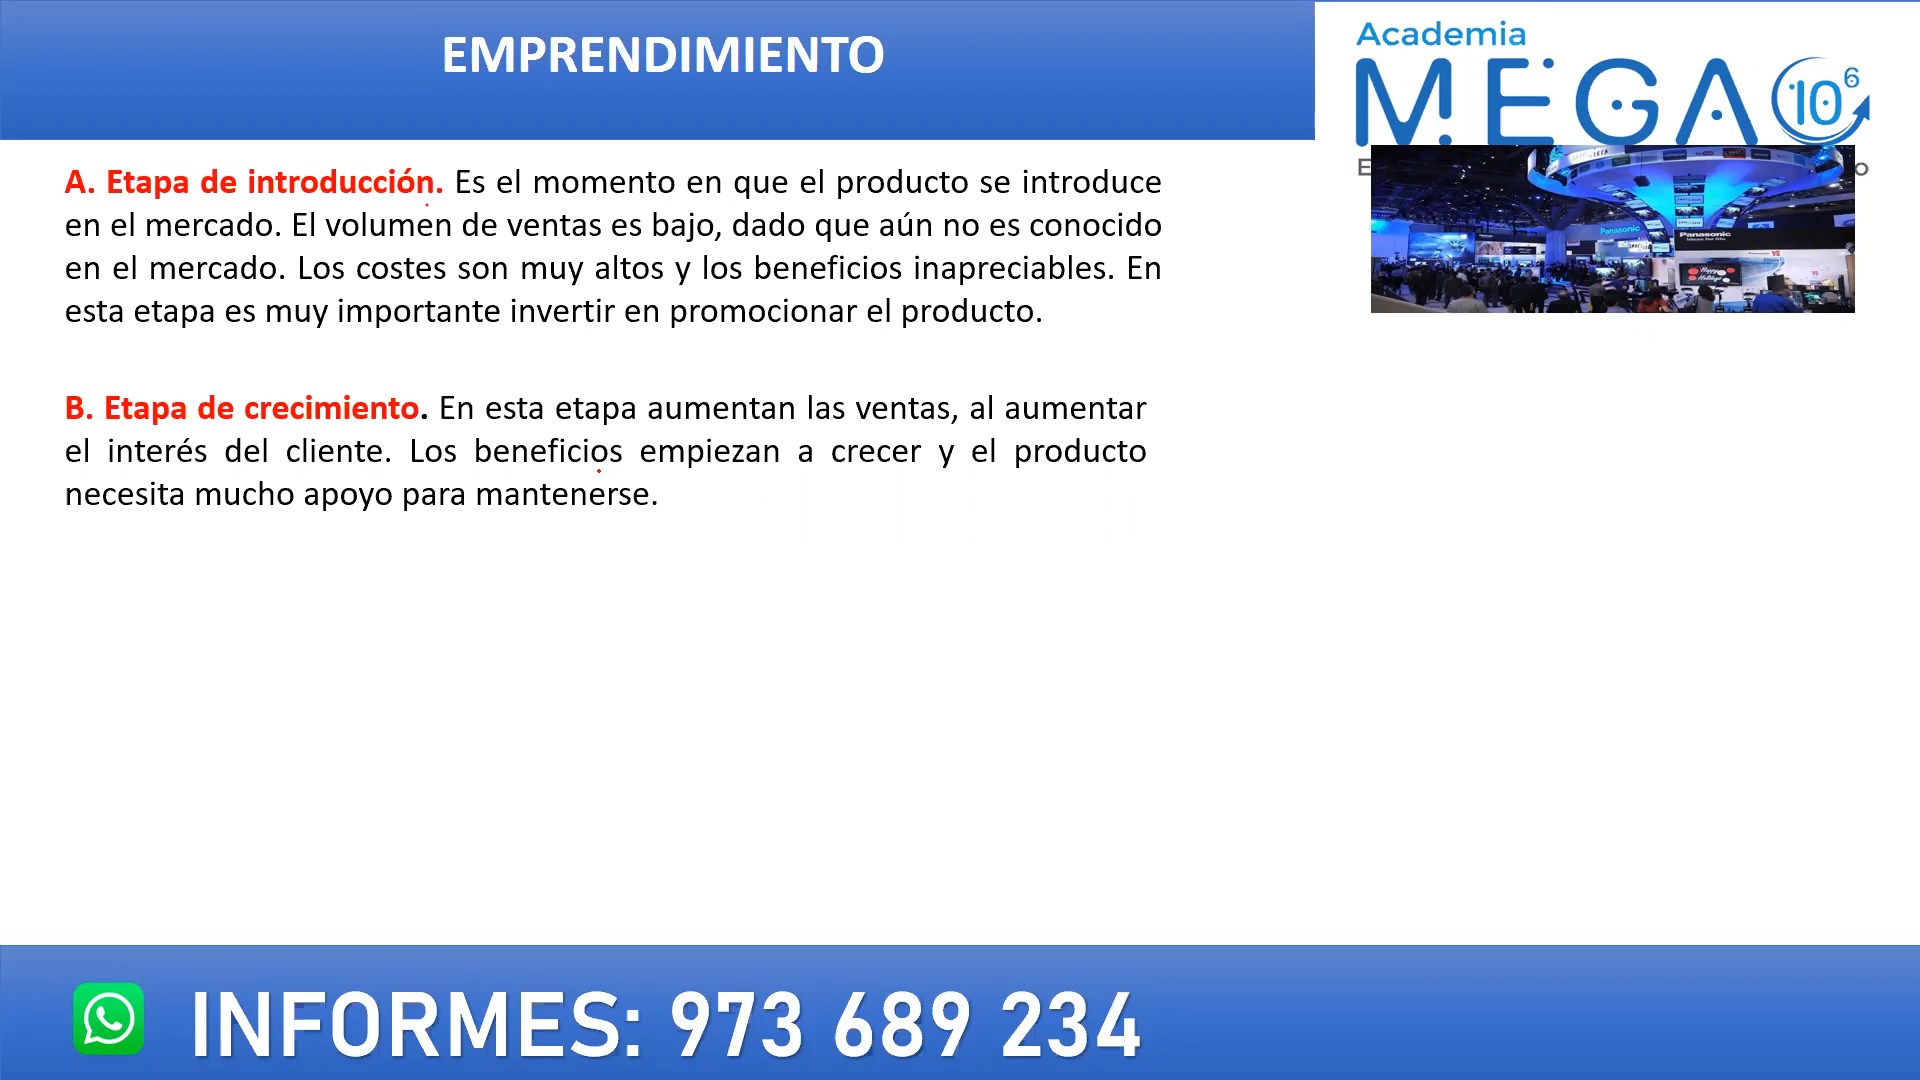 EMPRENDIMIENTO
Academia
MEGA 10⁶
A. Etapa de introducción. Es el momento en que el producto se introduce
en el mercado. El volumen de ventas es bajo, dado que aún no es conocido
en el mercado. Los costes son muy altos y los beneficios inapreciables. En
esta etapa es muy importante invertir en promocionar el producto.
Panasonic
Panasonic
B. Etapa de crecimiento. En esta etapa aumentan las ventas, al aumentar
el interés del cliente. Los beneficios empiezan a crecer y el producto
necesita mucho apoyo para mantenerse.
INFORMES: 973 689 234